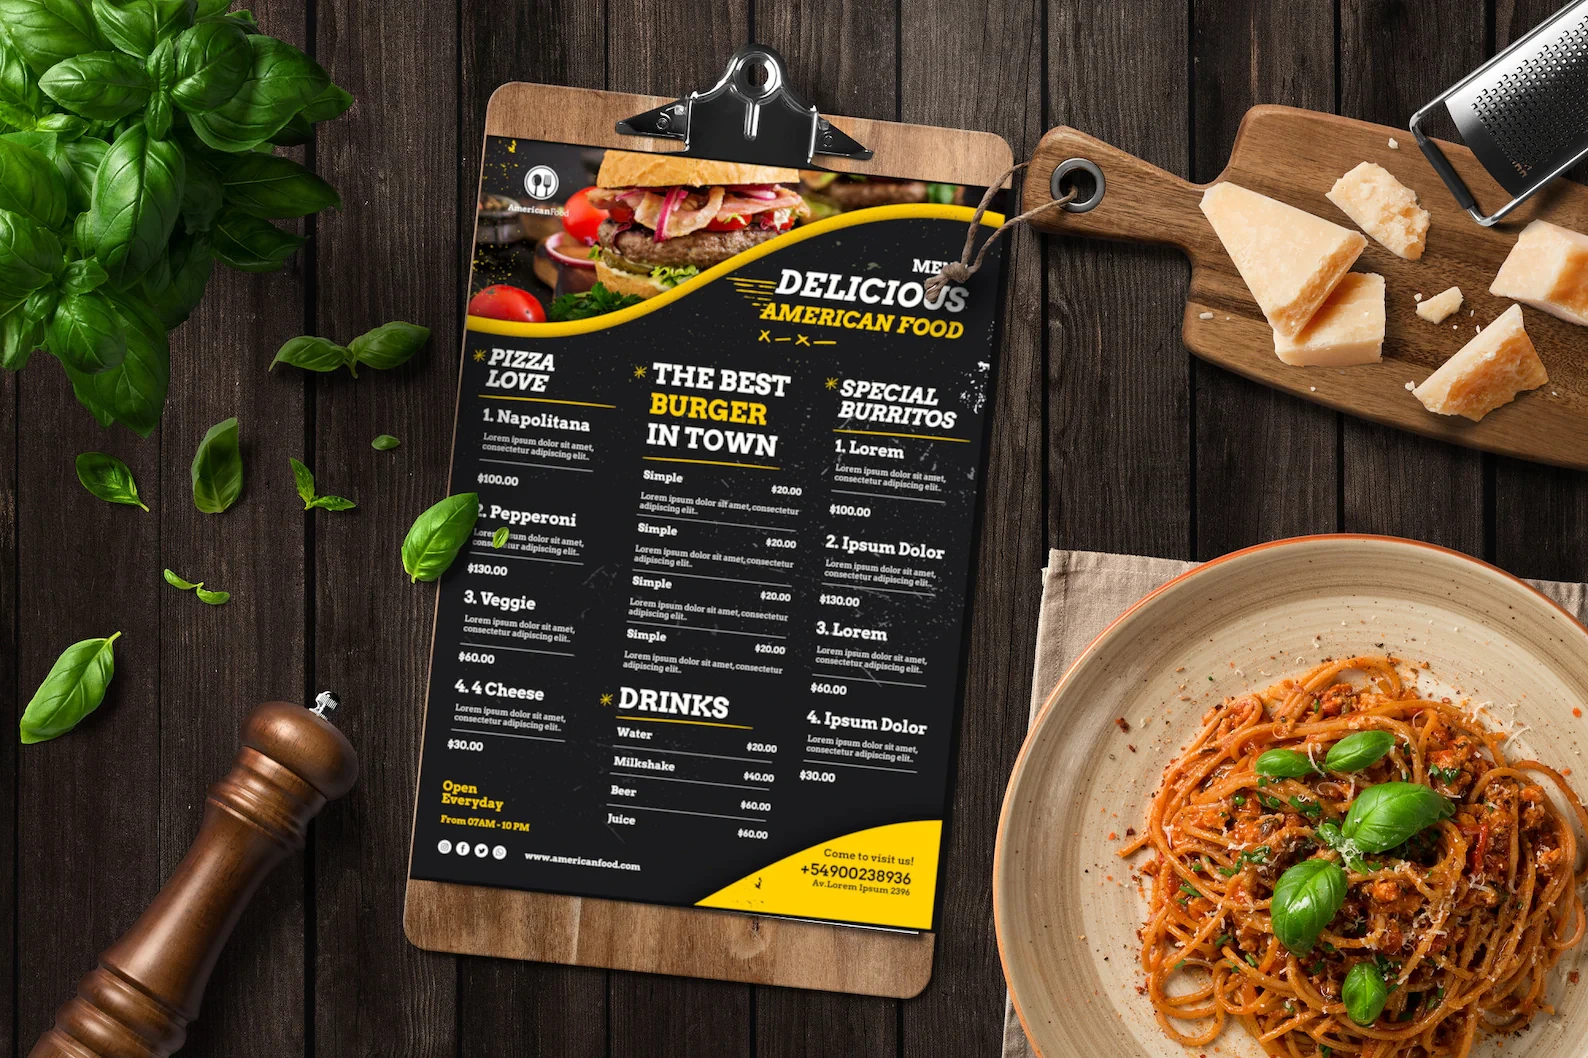 AmericanFood
DELICIOUS
AMERICAN FOOD
PIZZA
LOVE
1. Napolitana
Lorem ipsum dolor sit amet,
consectetur adipiscing elit..
$100.00
2. Pepperoni
Lorem ipsum dolor sit amet,
consectetur adipiscing elit..
$130.00
3. Veggie
Lorem ipsum dolor sit amet,
consectetur adipiscing elit..
$60.00
4. 4 Cheese
Lorem ipsum dolor sit amet,
consectetur adipiscing elit..
$30.00
Open
Everyday
From 07AM - 10 PM
www.americanfood.com
THE BEST
BURGER
IN TOWN
Simple
$20.00
Lorem ipsum dolor sit amet, consectetur
adipiscing elit..
Simple
$20.00
Lorem ipsum dolor sit amet, consectetur
adipiscing elit..
Simple
$20.00
Lorem ipsum dolor sit amet, consectetur
adipiscing elit..
Simple
$20.00
Lorem ipsum dolor sit amet, consectetur
adipiscing elit..
DRINKS
Water
$20.00
Milkshake
$40.00
Beer
$60.00
Juice
$60.00
SPECIAL
BURRITOS
1. Lorem
Lorem ipsum dolor sit amet,
consectetur adipiscing elit..
$100.00
2. Ipsum Dolor
Lorem ipsum dolor sit amet,
consectetur adipiscing elit..
$130.00
3. Lorem
Lorem ipsum dolor sit amet,
consectetur adipiscing elit..
$60.00
4. Ipsum Dolor
Lorem ipsum dolor sit amet,
consectetur adipiscing elit..
$30.00
Come to visit us!
+54900238936
Av.Lorem Ipsum 2396